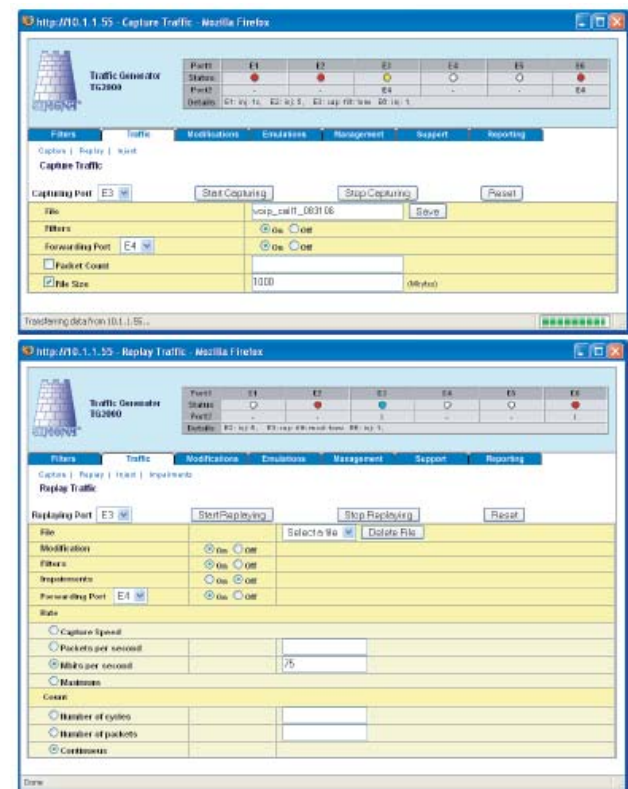 http://10.1.1.55 - Capture Traffic - Mozilla Firefox
Traffic Generator
TG2000
Port1 E1 E2 E3 E4 E5 E6
Status
Port2 - - E4 - - E4
Details
Filters Traffic Modifications Emulations Management Support Reporting
Capture | Replay | Inject
Capture Traffic
Capturing Port E3 Start Capturing Stop Capturing Reset
File voip_call1_083106 Save
Filters On Off
Forwarding Port E4 On Off
Packet Count
File Size 1000 (Mbytes)
Transferring data from 10.1.1.55...
http://10.1.1.55 - Replay Traffic - Mozilla Firefox
Traffic Generator
TG2000
Port1 E1 E2 E3 E4 E5 E6
Status
Port2
Details
Filters Traffic Modifications Emulations Management Support Reporting
Capture | Replay | Inject | Impairments
Replay Traffic
Replaying Port E3 Start Replaying Stop Replaying Reset
File Select a file Delete File
Modification On Off
Filters On Off
Impairments On Off
Forwarding Port E4 On Off
Rate
Capture Speed
Packets per second
Mbits per second 75
Maximum
Count
Number of cycles
Number of packets
Continuous
Done